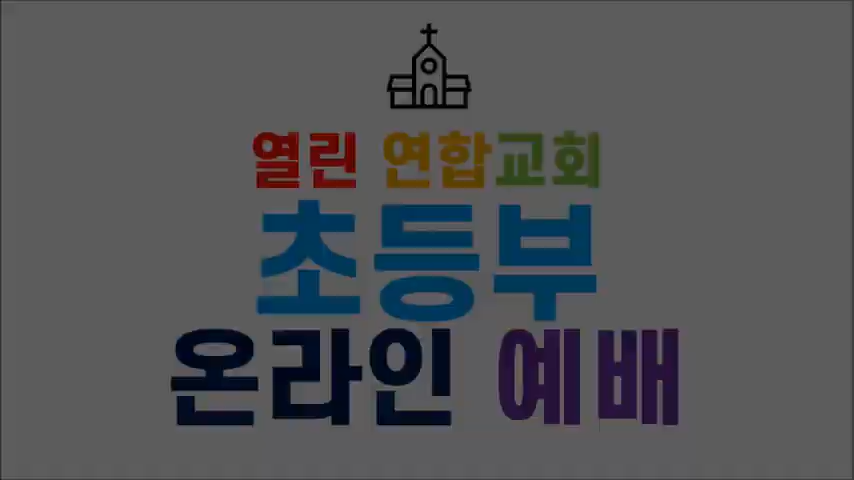 열린 연합교회
초등부
온라인 예배